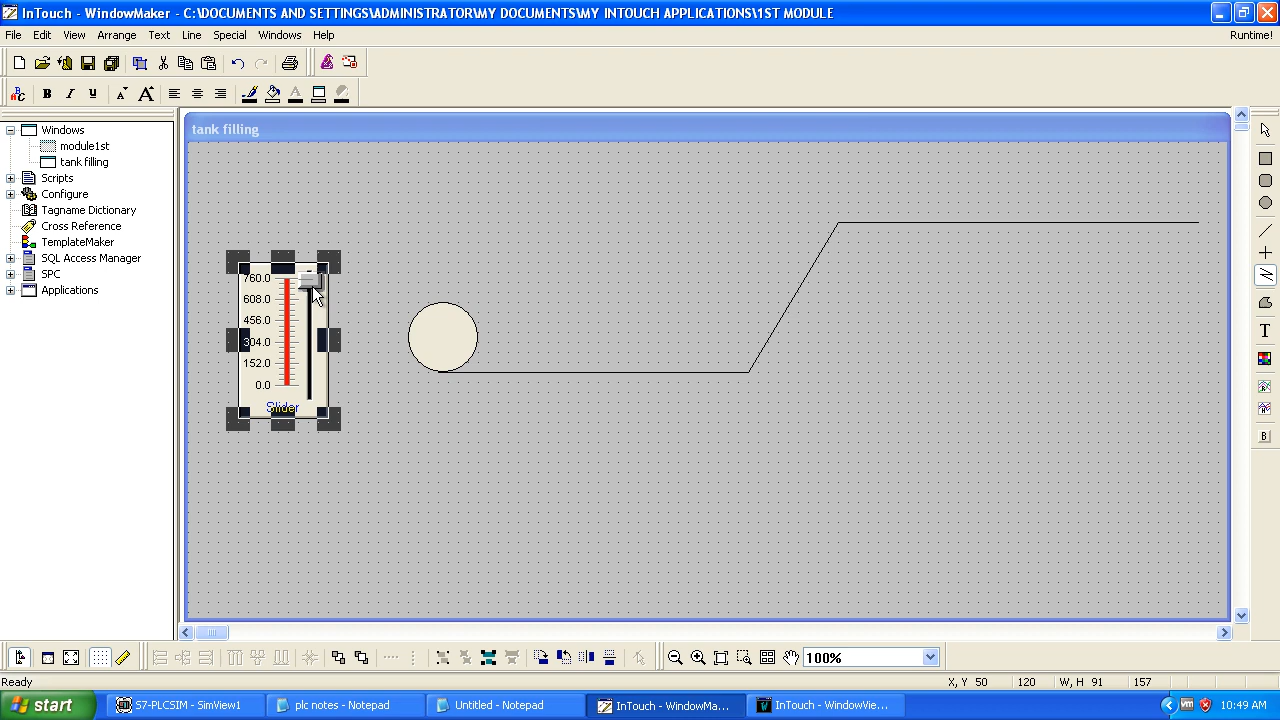 InTouch - WindowMaker - C:\DOCUMENTS AND SETTINGS\ADMINISTRATOR\MY DOCUMENTS\MY INTOUCH APPLICATIONS\1ST MODULE
File Edit View Arrange Text Line Special Windows Help Runtime!
B I U A A A
Windows
module1st
tank filling
Scripts
Configure
Tagname Dictionary
Cross Reference
TemplateMaker
SQL Access Manager
SPC
Applications
tank filling
760.0
608.0
456.0
304.0
152.0
0.0
Slider
T
B
100%
Ready X, Y 50 120 W, H 91 157
start S7-PLCSIM - SimView1 plc notes - Notepad Untitled - Notepad InTouch - WindowMa... InTouch - WindowVie... 10:49 AM